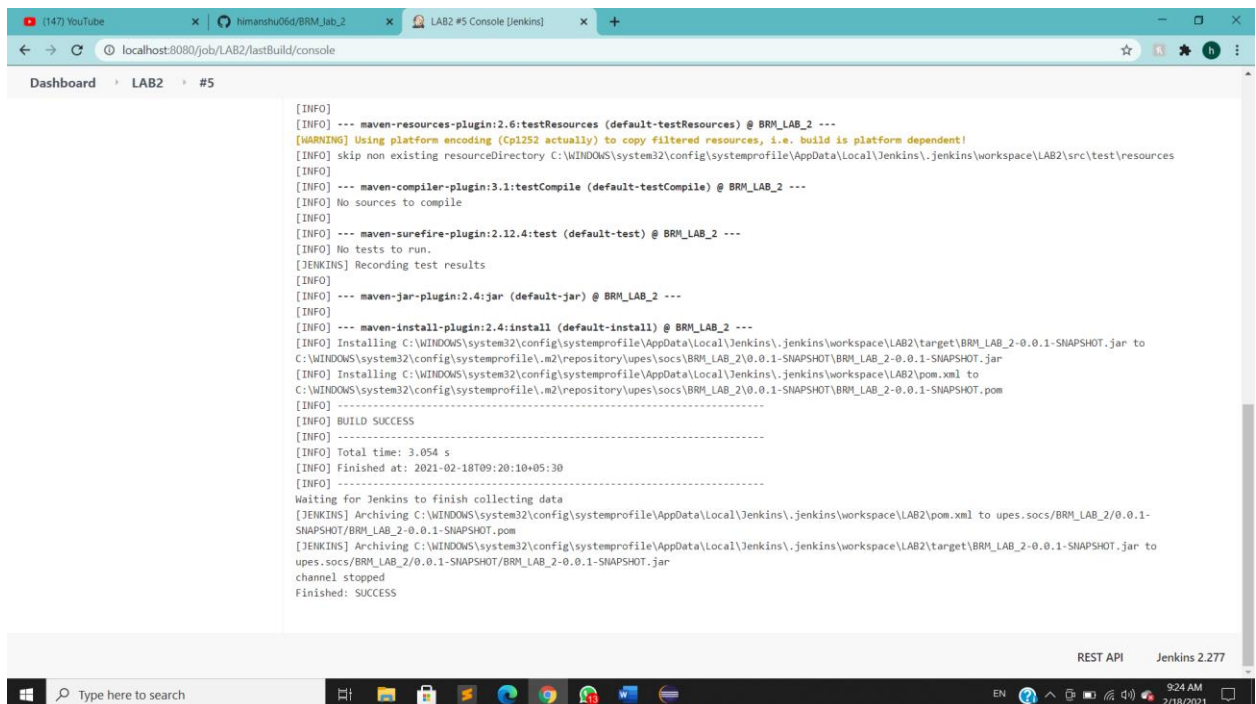 (147) YouTube
himanshu06d/BRM_lab_2
LAB2 #5 Console [Jenkins]
localhost:8080/job/LAB2/lastBuild/console
h
Dashboard
LAB2
#5
[INFO]
[INFO] --- maven-resources-plugin:2.6:testResources (default-testResources) @ BRM_LAB_2 ---
[WARNING] Using platform encoding (Cp1252 actually) to copy filtered resources, i.e. build is platform dependent!
[INFO] skip non existing resourceDirectory C:\WINDOWS\system32\config\systemprofile\AppData\Local\Jenkins\.jenkins\workspace\LAB2\src\test\resources
[INFO]
[INFO] --- maven-compiler-plugin:3.1:testCompile (default-testCompile) @ BRM_LAB_2 ---
[INFO] No sources to compile
[INFO]
[INFO] --- maven-surefire-plugin:2.12.4:test (default-test) @ BRM_LAB_2 ---
[INFO] No tests to run.
[JENKINS] Recording test results
[INFO]
[INFO] --- maven-jar-plugin:2.4:jar (default-jar) @ BRM_LAB_2 ---
[INFO]
[INFO] --- maven-install-plugin:2.4:install (default-install) @ BRM_LAB_2 ---
[INFO] Installing C:\WINDOWS\system32\config\systemprofile\AppData\Local\Jenkins\.jenkins\workspace\LAB2\target\BRM_LAB_2-0.0.1-SNAPSHOT.jar to
C:\WINDOWS\system32\config\systemprofile\.m2\repository\upes\socs\BRM_LAB_2\0.0.1-SNAPSHOT\BRM_LAB_2-0.0.1-SNAPSHOT.jar
[INFO] Installing C:\WINDOWS\system32\config\systemprofile\AppData\Local\Jenkins\.jenkins\workspace\LAB2\pom.xml to
C:\WINDOWS\system32\config\systemprofile\.m2\repository\upes\socs\BRM_LAB_2\0.0.1-SNAPSHOT\BRM_LAB_2-0.0.1-SNAPSHOT.pom
[INFO] ------------------------------------------------------------------------
[INFO] BUILD SUCCESS
[INFO] ------------------------------------------------------------------------
[INFO] Total time: 3.054 s
[INFO] Finished at: 2021-02-18T09:20:10+05:30
[INFO] ------------------------------------------------------------------------
Waiting for Jenkins to finish collecting data
[JENKINS] Archiving C:\WINDOWS\system32\config\systemprofile\AppData\Local\Jenkins\.jenkins\workspace\LAB2\pom.xml to upes.socs/BRM_LAB_2/0.0.1-
SNAPSHOT/BRM_LAB_2-0.0.1-SNAPSHOT.pom
[JENKINS] Archiving C:\WINDOWS\system32\config\systemprofile\AppData\Local\Jenkins\.jenkins\workspace\LAB2\target\BRM_LAB_2-0.0.1-SNAPSHOT.jar to
upes.socs/BRM_LAB_2/0.0.1-SNAPSHOT/BRM_LAB_2-0.0.1-SNAPSHOT.jar
channel stopped
Finished: SUCCESS
REST API
Jenkins 2.277
Type here to search
13
EN
9:24 AM
2/18/2021